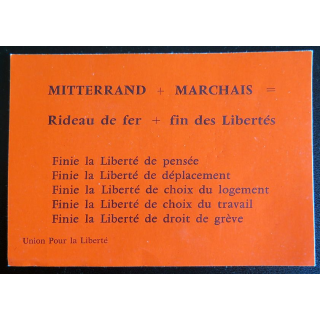 MITTERRAND + MARCHAIS =
Rideau de fer + fin des Libertés
Finie la Liberté de pensée
Finie la Liberté de déplacement
Finie la Liberté de choix du logement
Finie la Liberté de choix du travail
Finie la Liberté de droit de grève
Union Pour la Liberté